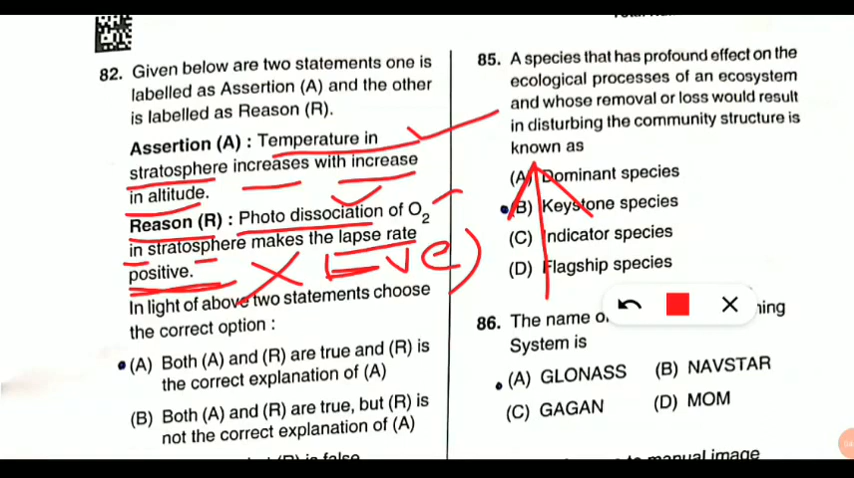 82. Given below are two statements one is
labelled as Assertion (A) and the other
is labelled as Reason (R).
Assertion (A) : Temperature in
stratosphere increases with increase
in altitude.
Reason (R) : Photo dissociation of O2
in stratosphere makes the lapse rate
positive.
In light of above two statements choose
the correct option :
(A) Both (A) and (R) are true and (R) is
the correct explanation of (A)
(B) Both (A) and (R) are true, but (R) is
not the correct explanation of (A)
is false
85. A species that has profound effect on the
ecological processes of an ecosystem
and whose removal or loss would result
in disturbing the community structure is
known as
(A) Dominant species
(B) Keystone species
(C) Indicator species
(D) Flagship species
86. The name
System is
(A) GLONASS (B) NAVSTAR
(C) GAGAN (D) MOM
manual image